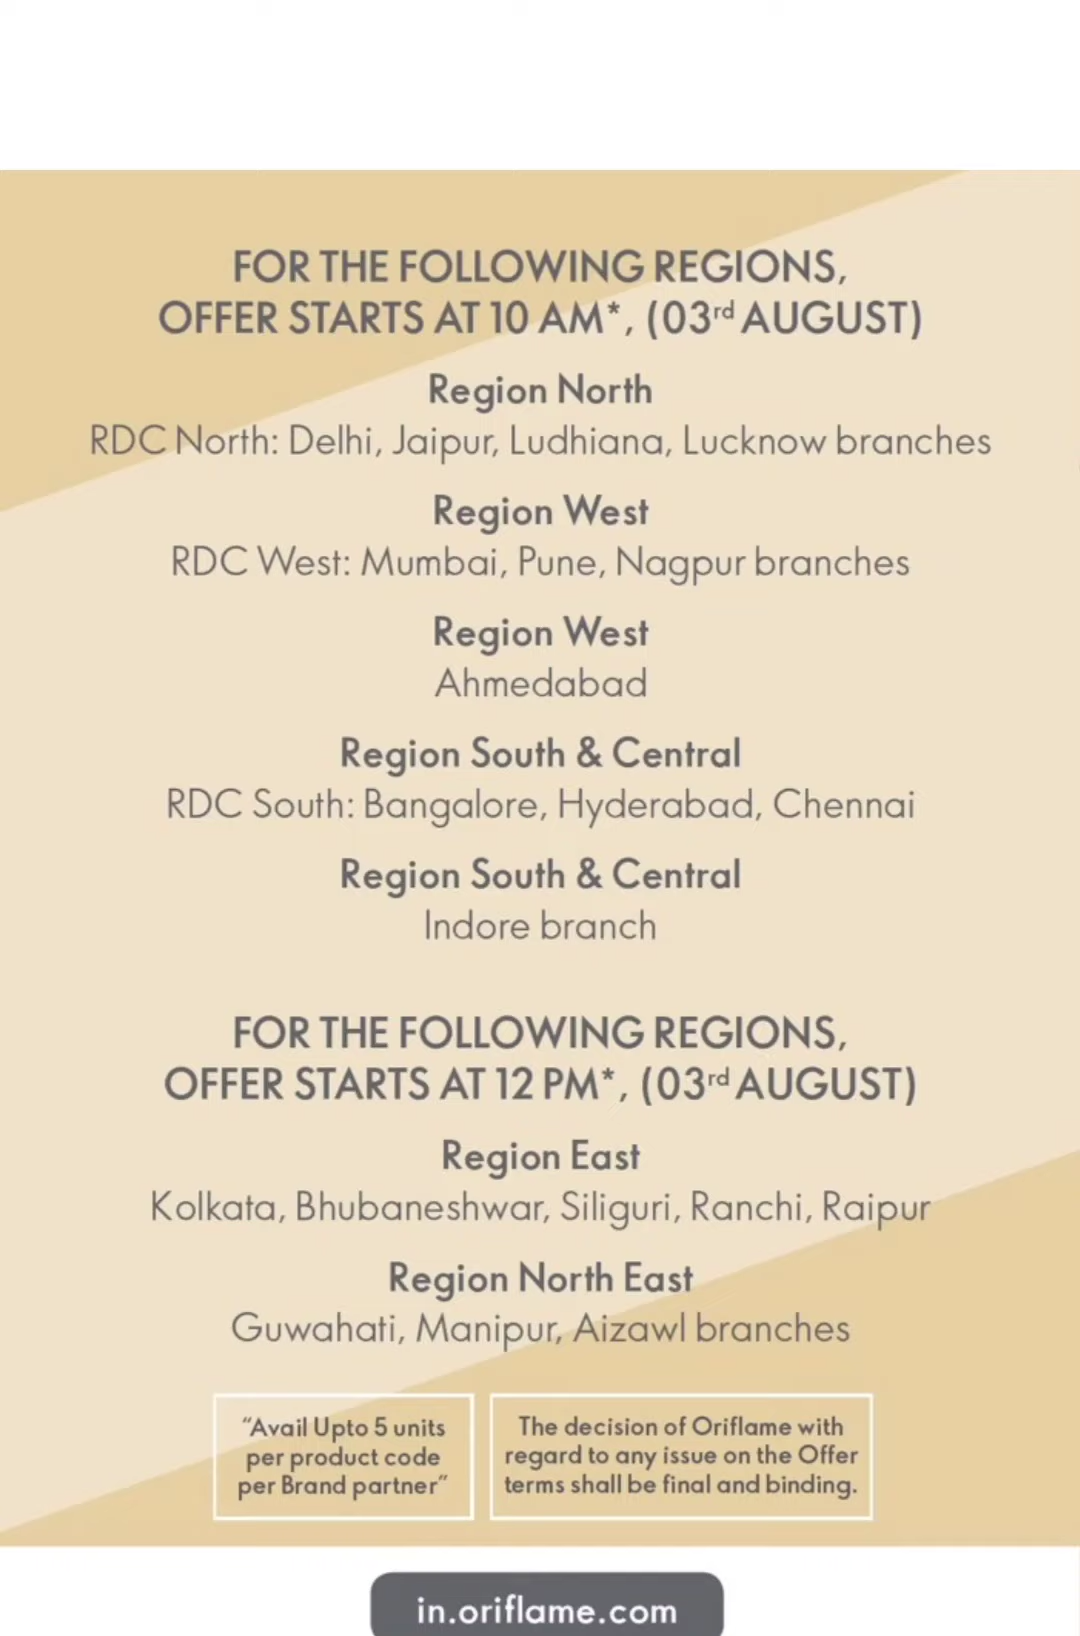 FOR THE FOLLOWING REGIONS,
OFFER STARTS AT 10 AM*, (03rd AUGUST)
Region North
RDC North: Delhi, Jaipur, Ludhiana, Lucknow branches
Region West
RDC West: Mumbai, Pune, Nagpur branches
Region West
Ahmedabad
Region South & Central
RDC South: Bangalore, Hyderabad, Chennai
Region South & Central
Indore branch
FOR THE FOLLOWING REGIONS,
OFFER STARTS AT 12 PM*, (03rd AUGUST)
Region East
Kolkata, Bhubaneshwar, Siliguri, Ranchi, Raipur
Region North East
Guwahati, Manipur, Aizawl branches
“Avail Upto 5 units
per product code
per Brand partner”
The decision of Oriflame with
regard to any issue on the Offer
terms shall be final and binding.
in.oriflame.com